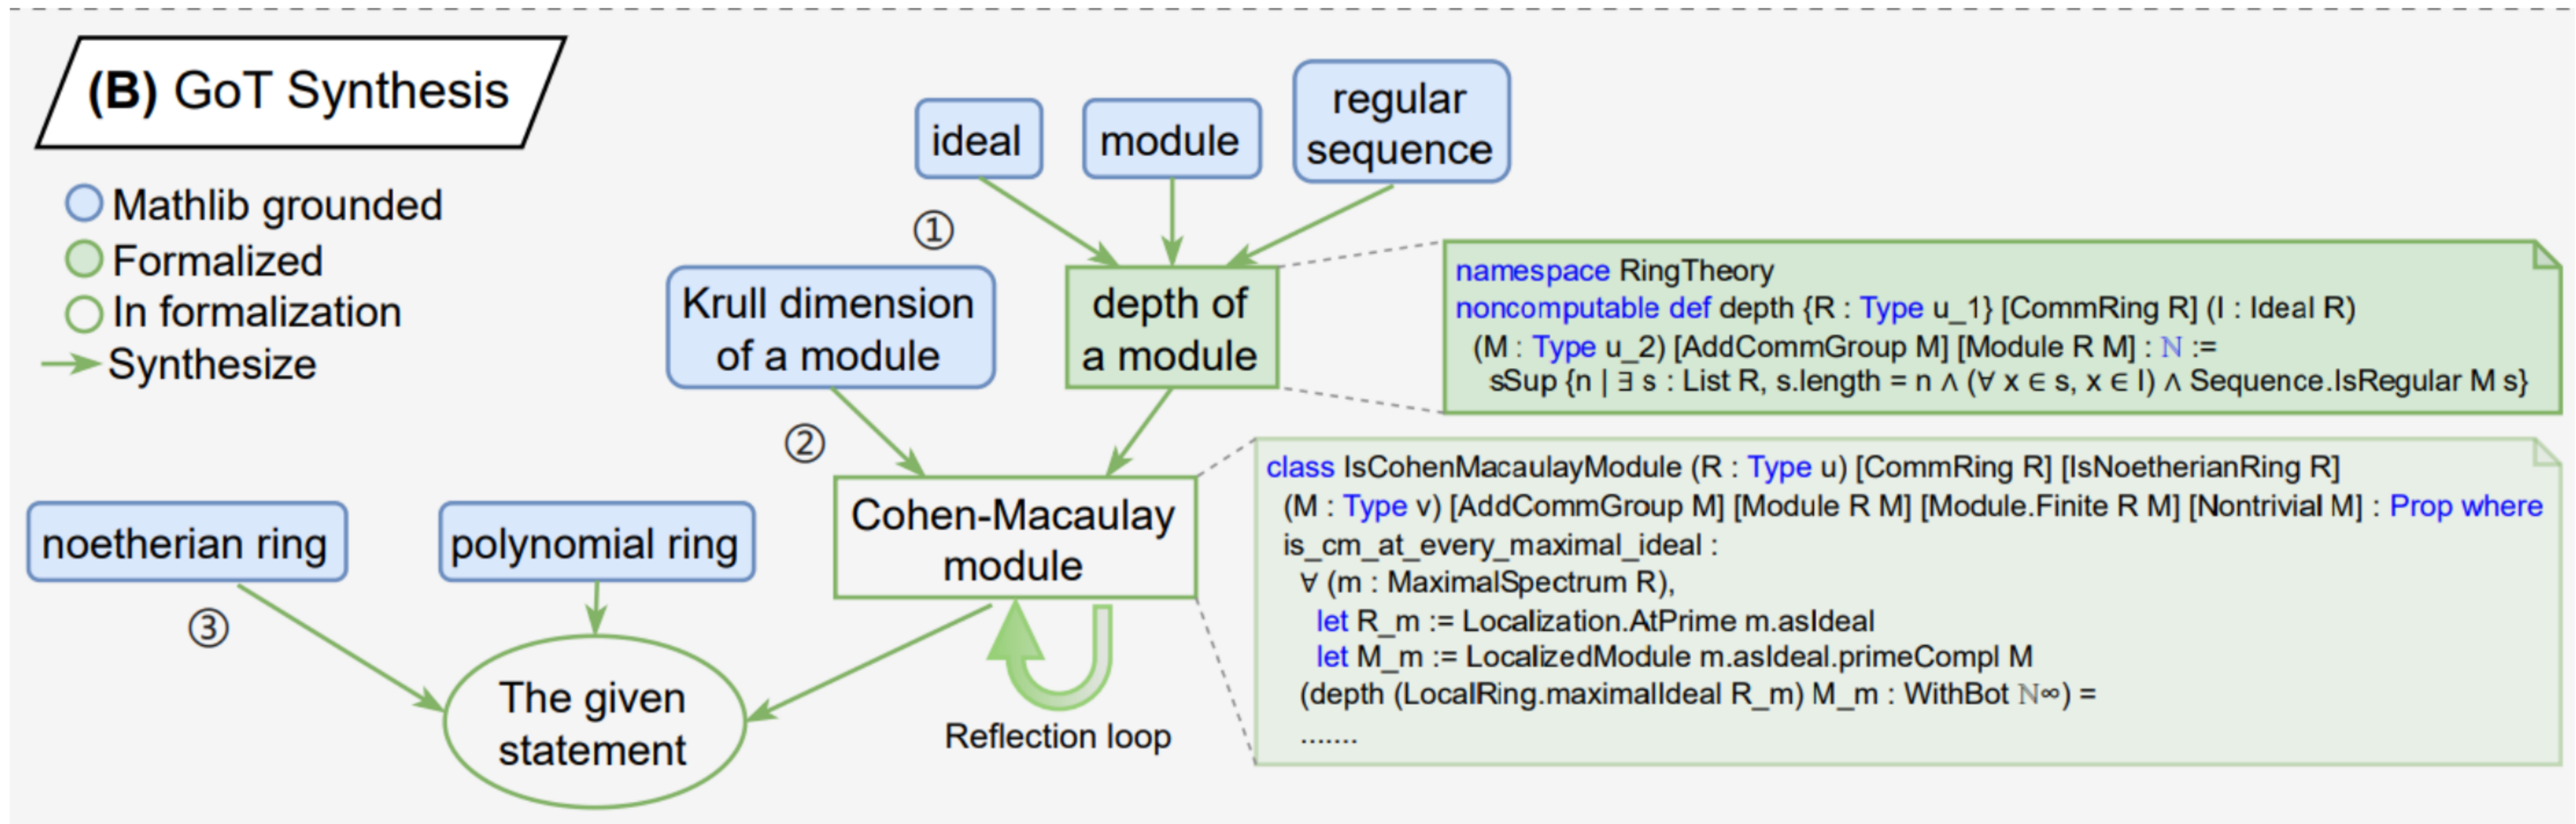 (B) GoT Synthesis
Mathlib grounded
Formalized
In formalization
Synthesize
ideal
module
regular
sequence
①
Krull dimension
of a module
depth of
a module
namespace RingTheory
noncomputable def depth {R : Type u_1} [CommRing R] (I : Ideal R)
(M : Type u_2) [AddCommGroup M] [Module R M] : ℕ :=
sSup {n | ∃ s : List R, s.length = n ∧ (∀ x ∈ s, x ∈ I) ∧ Sequence.IsRegular M s}
②
noetherian ring
polynomial ring
Cohen-Macaulay
module
class IsCohenMacaulayModule (R : Type u) [CommRing R] [IsNoetherianRing R]
(M : Type v) [AddCommGroup M] [Module R M] [Module.Finite R M] [Nontrivial M] : Prop where
is_cm_at_every_maximal_ideal :
∀ (m : MaximalSpectrum R),
let R_m := Localization.AtPrime m.asIdeal
let M_m := LocalizedModule m.asIdeal.primeCompl M
(depth (LocalRing.maximalIdeal R_m) M_m : WithBot ℕ∞) =
.......
③
The given
statement
Reflection loop